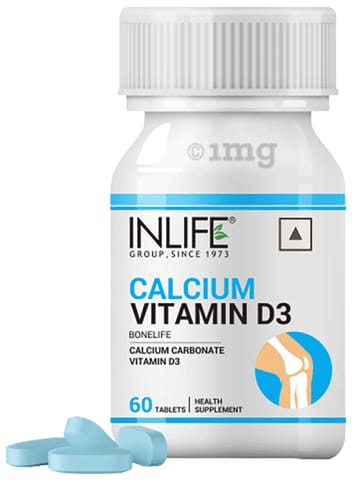 ©1mg
INLIFE®
GROUP, SINCE 1973
CALCIUM
VITAMIN D3
BONELIFE
CALCIUM CARBONATE
VITAMIN D3
60 TABLETS | HEALTH
SUPPLEMENT